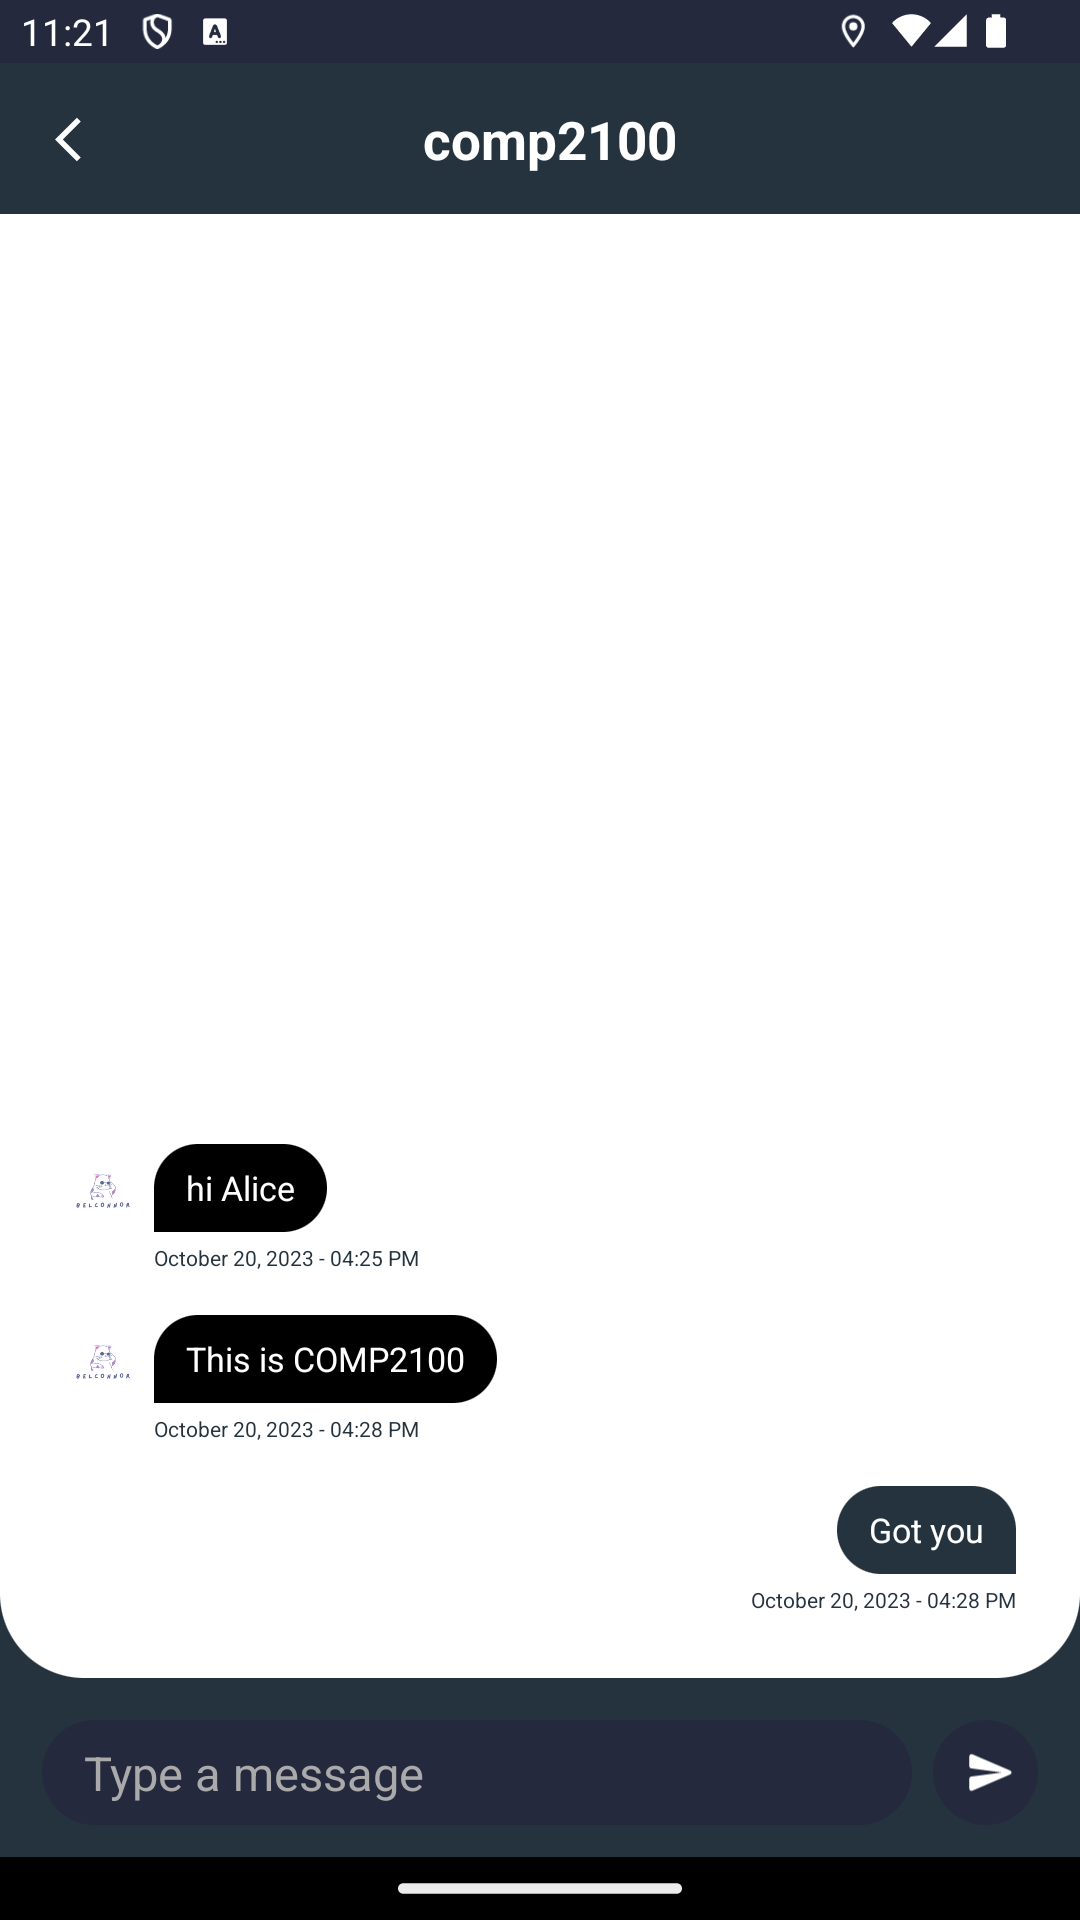 11:21
comp2100
hi Alice
BELCONNOR
October 20, 2023 - 04:25 PM
This is COMP2100
BELCONNOR
October 20, 2023 - 04:28 PM
Got you
October 20, 2023 - 04:28 PM
Type a message